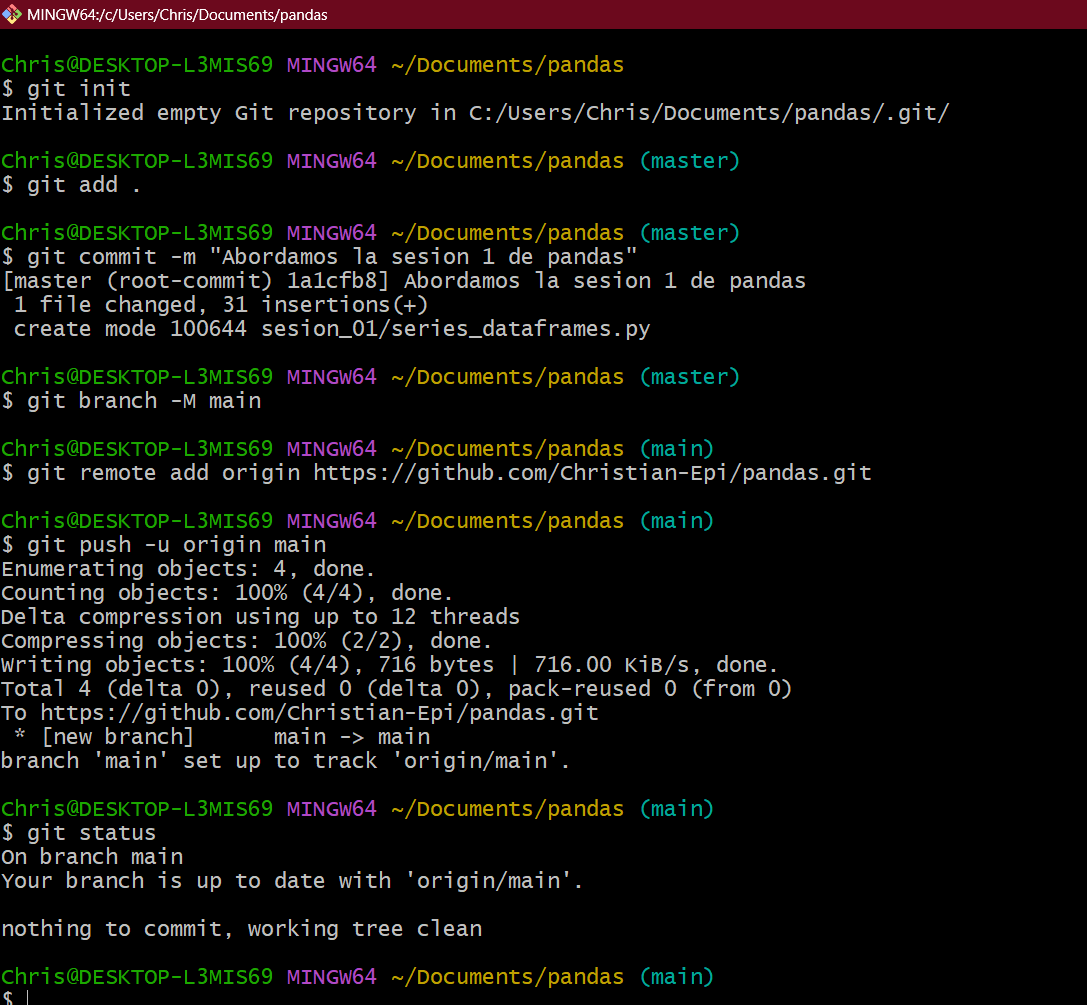 MINGW64:/c/Users/Chris/Documents/pandas
Chris@DESKTOP-L3MIS69 MINGW64 ~/Documents/pandas
$ git init
Initialized empty Git repository in C:/Users/Chris/Documents/pandas/.git/
Chris@DESKTOP-L3MIS69 MINGW64 ~/Documents/pandas (master)
$ git add .
Chris@DESKTOP-L3MIS69 MINGW64 ~/Documents/pandas (master)
$ git commit -m "Abordamos la sesion 1 de pandas"
[master (root-commit) 1a1cfb8] Abordamos la sesion 1 de pandas
 1 file changed, 31 insertions(+)
 create mode 100644 sesion_01/series_dataframes.py
Chris@DESKTOP-L3MIS69 MINGW64 ~/Documents/pandas (master)
$ git branch -M main
Chris@DESKTOP-L3MIS69 MINGW64 ~/Documents/pandas (main)
$ git remote add origin https://github.com/Christian-Epi/pandas.git
Chris@DESKTOP-L3MIS69 MINGW64 ~/Documents/pandas (main)
$ git push -u origin main
Enumerating objects: 4, done.
Counting objects: 100% (4/4), done.
Delta compression using up to 12 threads
Compressing objects: 100% (2/2), done.
Writing objects: 100% (4/4), 716 bytes | 716.00 KiB/s, done.
Total 4 (delta 0), reused 0 (delta 0), pack-reused 0 (from 0)
To https://github.com/Christian-Epi/pandas.git
 * [new branch]      main -> main
branch 'main' set up to track 'origin/main'.
Chris@DESKTOP-L3MIS69 MINGW64 ~/Documents/pandas (main)
$ git status
On branch main
Your branch is up to date with 'origin/main'.
nothing to commit, working tree clean
Chris@DESKTOP-L3MIS69 MINGW64 ~/Documents/pandas (main)
$